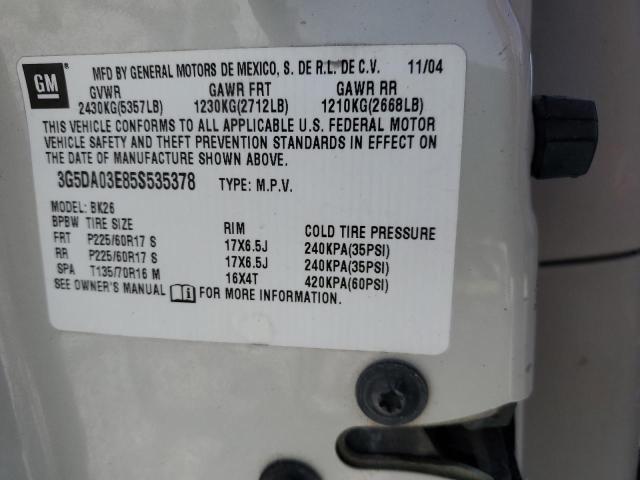 GM
MFD BY GENERAL MOTORS DE MEXICO, S. DE R.L. DE C.V. 11/04
GVWR GAWR FRT GAWR RR
2430KG(5357LB) 1230KG(2712LB) 1210KG(2668LB)
THIS VEHICLE CONFORMS TO ALL APPLICABLE U.S. FEDERAL MOTOR
VEHICLE SAFETY AND THEFT PREVENTION STANDARDS IN EFFECT ON
THE DATE OF MANUFACTURE SHOWN ABOVE.
3G5DA03E85S535378 TYPE: M.P.V.
MODEL: BK26
BPBW TIRE SIZE RIM COLD TIRE PRESSURE
FRT P225/60R17 S 17X6.5J 240KPA(35PSI)
RR P225/60R17 S 17X6.5J 240KPA(35PSI)
SPA T135/70R16 M 16X4T 420KPA(60PSI)
SEE OWNER'S MANUAL FOR MORE INFORMATION.